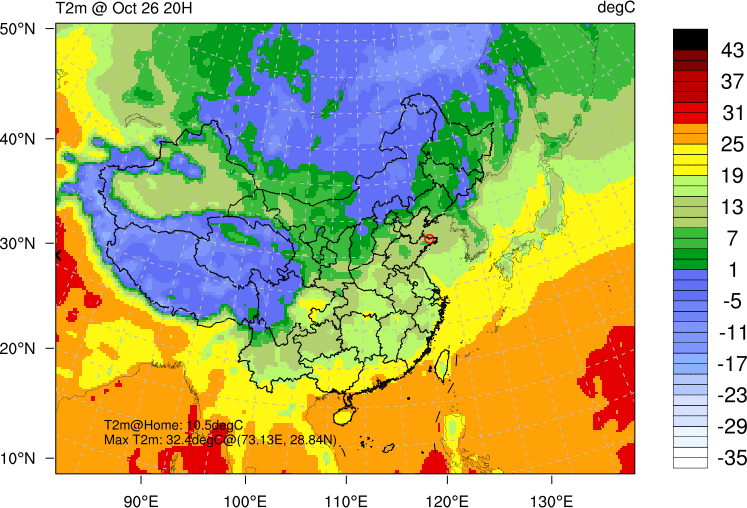 T2m @ Oct 26 20H
degC
50°N
40°N
30°N
20°N
10°N
90°E
100°E
110°E
120°E
130°E
T2m@Home: 10.5degC
Max T2m: 32.4degC@(73.13E, 28.84N)
43
37
31
25
19
13
7
1
-5
-11
-17
-23
-29
-35